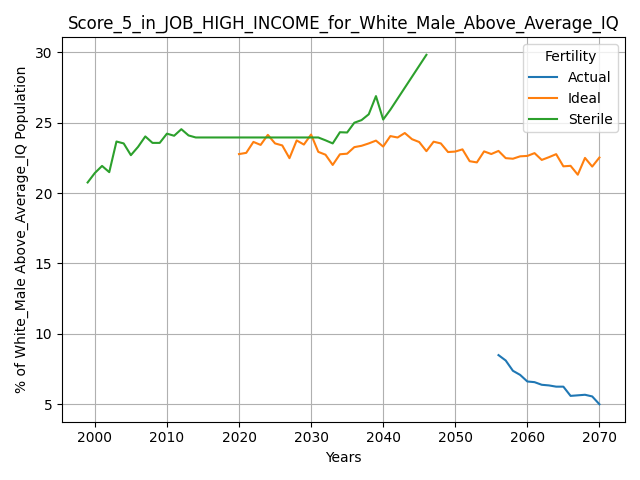 Score_5_in_JOB_HIGH_INCOME_for_White_Male_Above_Average_IQ
% of White_Male Above_Average_IQ Population
30
25
20
15
10
5
Fertility
Actual
Ideal
Sterile
2000 2010 2020 2030 2040 2050 2060 2070
Years